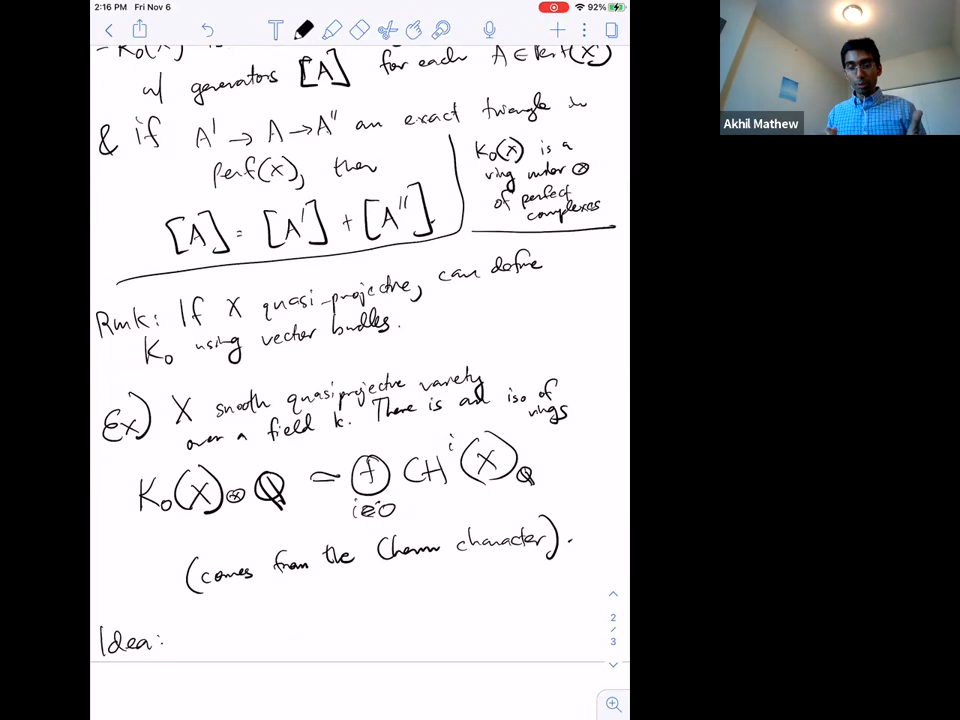 2:16 PM Fri Nov 6
92%
- K₀(X) is
w/ generators [A] for each A ∈ Perf(X)
& if A' → A → A'' an exact triangle in
Perf(X), then
[A] = [A'] + [A''].
K₀(X) is a
ring under ⊗
of perfect
complexes
Rmk: If X quasi-projective, can define
K₀ using vector bundles.
Ex) X smooth quasiprojective variety
over a field k. There is an iso of
rings
K₀(X) ⊗ Q ≃ ⊕ CHⁱ(X)_Q
i≥0
(comes from the Chern character).
Idea:
2
/
3
Akhil Mathew